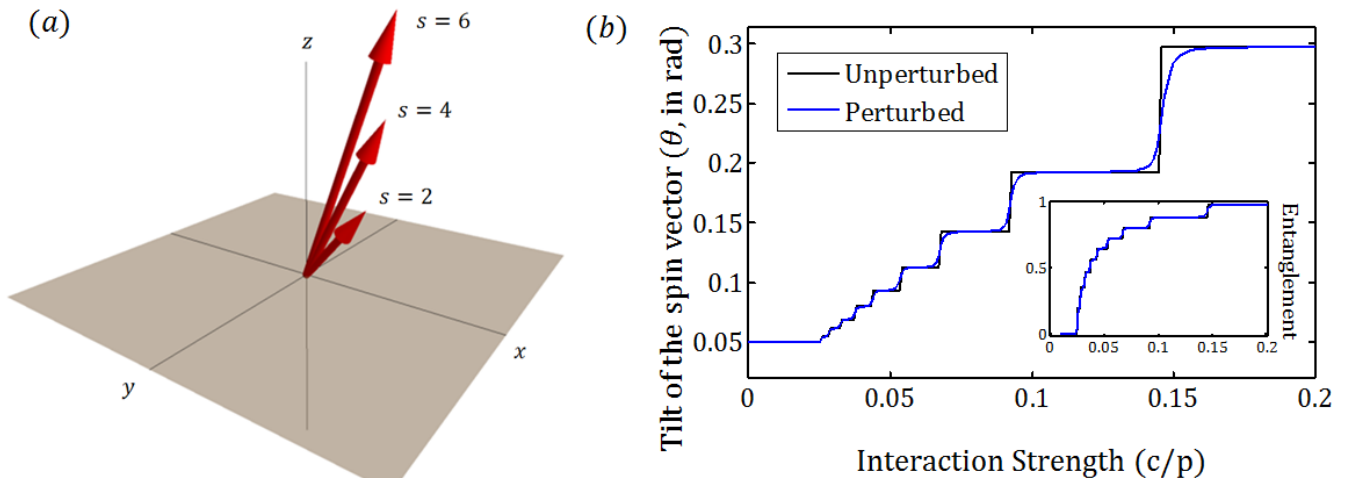 (a)
s = 6
z
s = 4
s = 2
x
y
(b)
Tilt of the spin vector (θ, in rad)
0.3
0.25
0.2
0.15
0.1
0.05
Unperturbed
Perturbed
1
0.5
0
0
0.05
0.1
0.15
0.2
Entanglement
0
0.05
0.1
0.15
0.2
Interaction Strength (c/p)